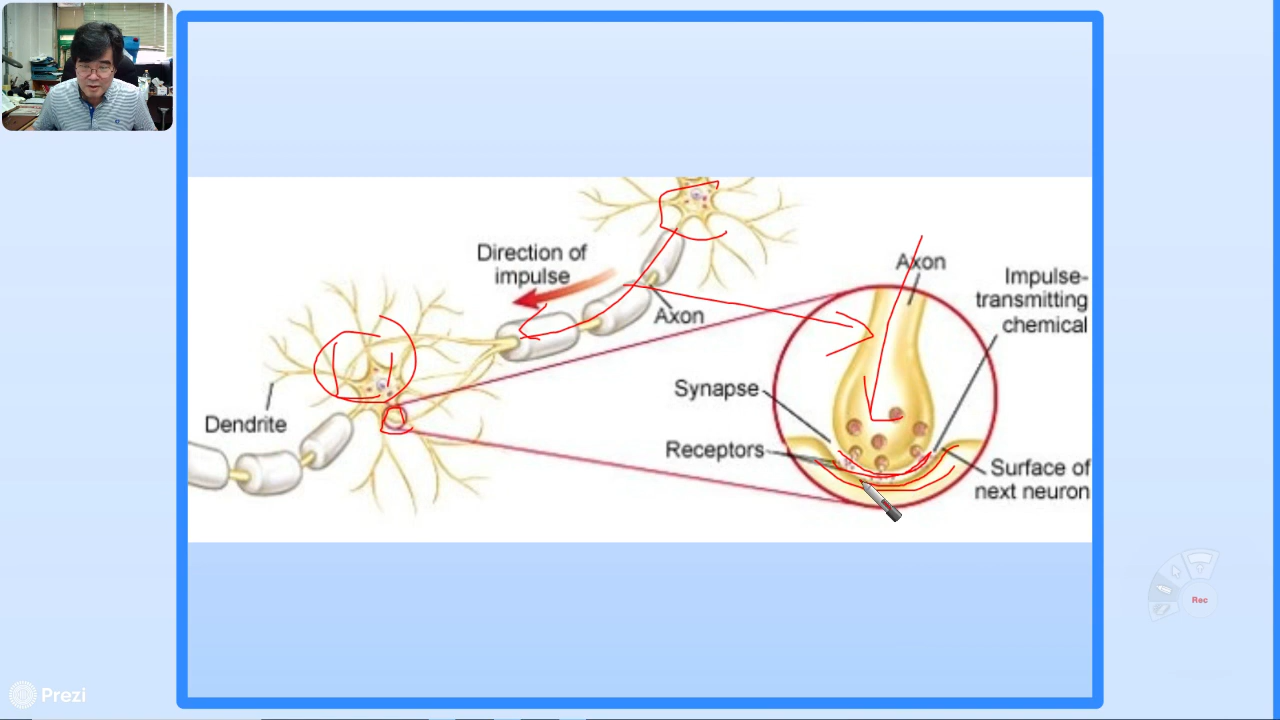 Direction of
impulse
Axon
Axon
Impulse-
transmitting
chemical
Synapse
Dendrite
Receptors
Surface of
next neuron
Rec
Prezi